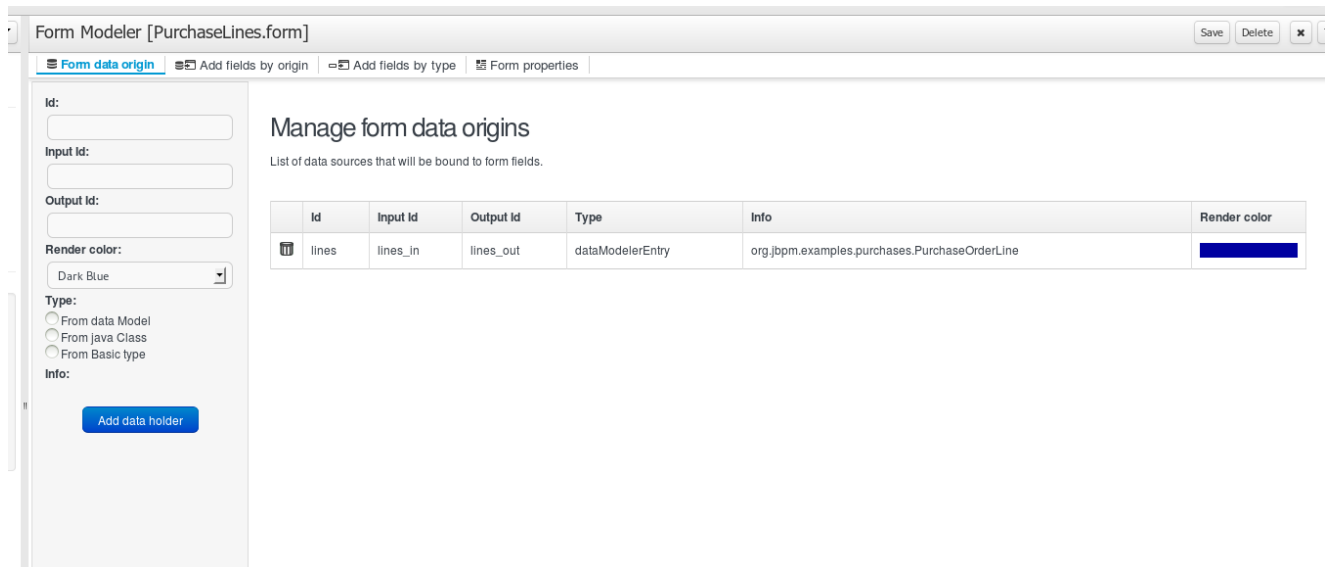 Form Modeler [PurchaseLines.form]
Save Delete
Form data origin Add fields by origin Add fields by type Form properties
Id:
Input Id:
Output Id:
Render color:
Dark Blue
Type:
From data Model
From java Class
From Basic type
Info:
Add data holder
Manage form data origins
List of data sources that will be bound to form fields.
Id Input Id Output Id Type Info Render color
lines lines_in lines_out dataModelerEntry org.jbpm.examples.purchases.PurchaseOrderLine